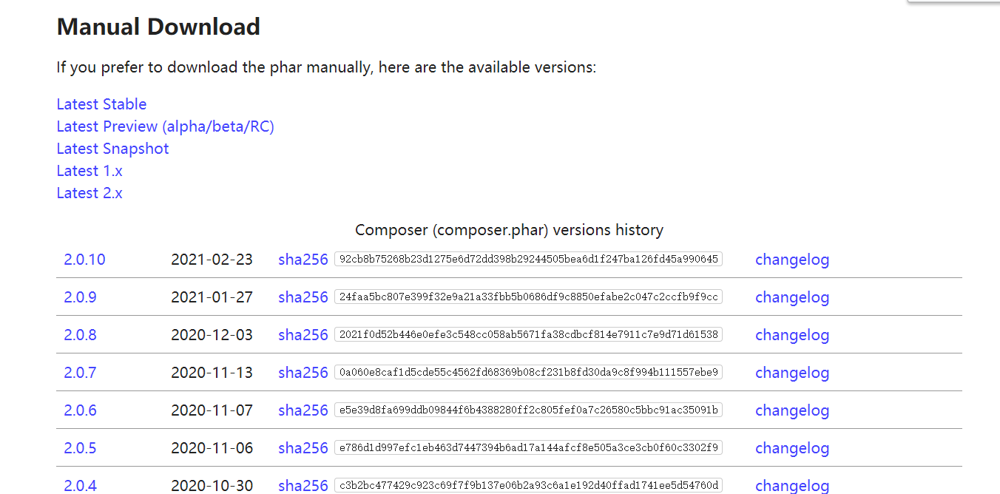 Manual Download
If you prefer to download the phar manually, here are the available versions:
Latest Stable
Latest Preview (alpha/beta/RC)
Latest Snapshot
Latest 1.x
Latest 2.x
Composer (composer.phar) versions history
2.0.10 2021-02-23 sha256 92cb8b75268b23d1275e6d72dd398b29244505bea6d1f247ba126fd45a990645 changelog
2.0.9 2021-01-27 sha256 24faa5bc807e399f32e9a21a33fbb5b0686df9c8850efabe2c047c2ccfb9f9cc changelog
2.0.8 2020-12-03 sha256 2021f0d52b446e0efe3c548cc058ab5671fa38cdbcf814e7911c7e9d71d61538 changelog
2.0.7 2020-11-13 sha256 0a060e8caf1d5cde55c4562fd68369b08cf231b8fd30da9c8f994b111557ebe9 changelog
2.0.6 2020-11-07 sha256 e5e39d8fa699ddb09844f6b4388280ff2c805fef0a7c26580c5bbc91ac35091b changelog
2.0.5 2020-11-06 sha256 e786d1d997efc1eb463d7447394b6ad17a144afcf8e505a3ce3cb0f60c3302f9 changelog
2.0.4 2020-10-30 sha256 c3b2bc477429c923c69f7f9b137e06b2a93c6a1e192d40ffad1741ee5d54760d changelog